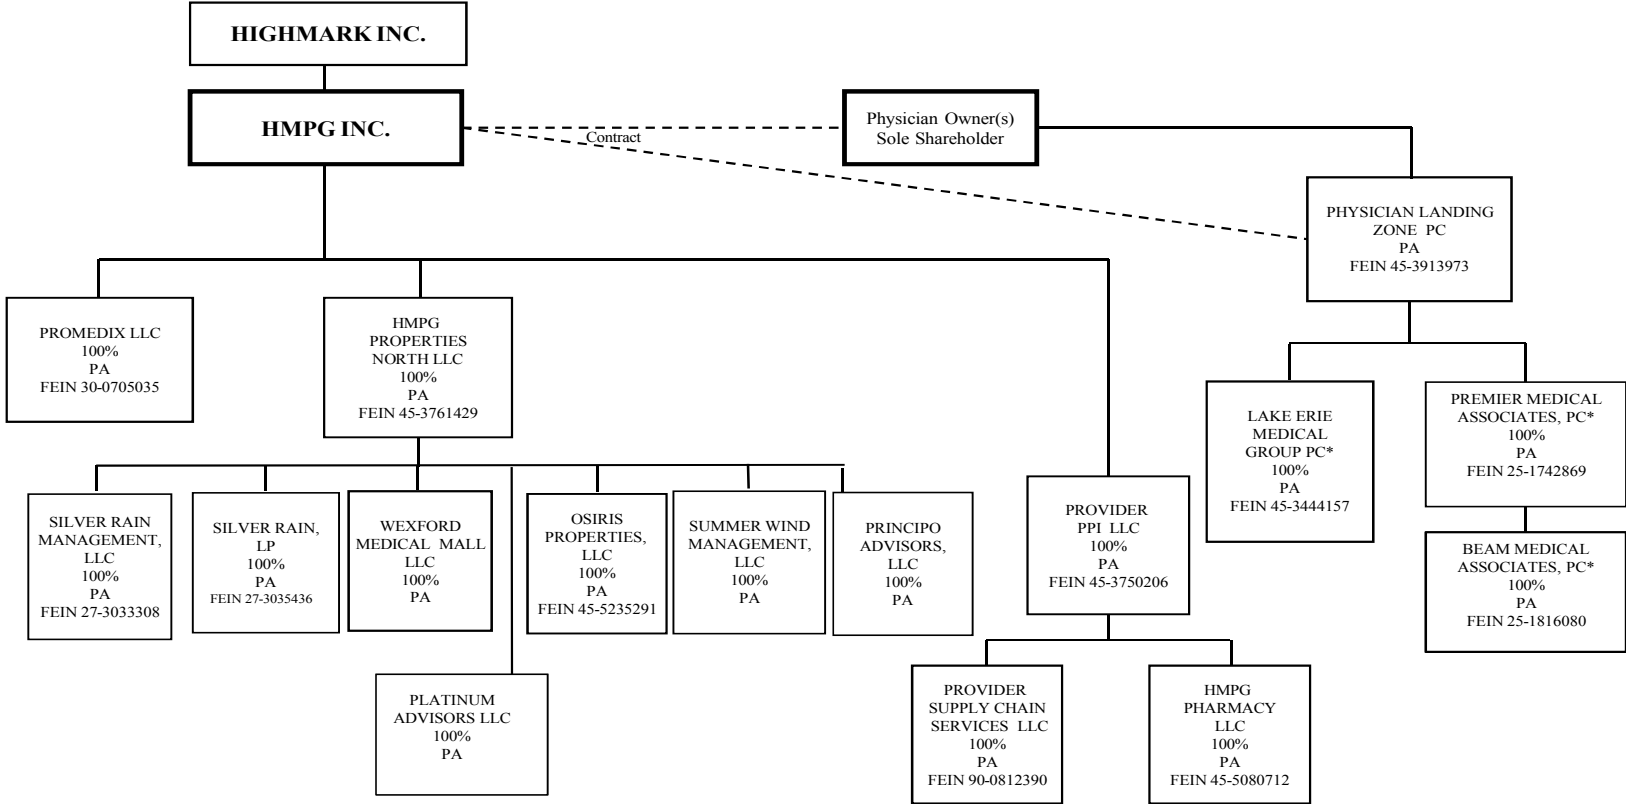 HIGHMARK INC.
HMPG INC.
Contract
Physician Owner(s)
Sole Shareholder
PHYSICIAN LANDING
ZONE PC
PA
FEIN 45-3913973
PROMEDIX LLC
100%
PA
FEIN 30-0705035
HMPG
PROPERTIES
NORTH LLC
100%
PA
FEIN 45-3761429
LAKE ERIE
MEDICAL
GROUP PC*
100%
PA
FEIN 45-3444157
PREMIER MEDICAL
ASSOCIATES, PC*
100%
PA
FEIN 25-1742869
SILVER RAIN
MANAGEMENT,
LLC
100%
PA
FEIN 27-3033308
SILVER RAIN,
LP
100%
PA
FEIN 27-3035436
WEXFORD
MEDICAL MALL
LLC
100%
PA
OSIRIS
PROPERTIES,
LLC
100%
PA
FEIN 45-5235291
SUMMER WIND
MANAGEMENT,
LLC
100%
PA
PRINCIPO
ADVISORS,
LLC
100%
PA
PROVIDER
PPI LLC
100%
PA
FEIN 45-3750206
BEAM MEDICAL
ASSOCIATES, PC*
100%
PA
FEIN 25-1816080
PLATINUM
ADVISORS LLC
100%
PA
PROVIDER
SUPPLY CHAIN
SERVICES LLC
100%
PA
FEIN 90-0812390
HMPG
PHARMACY
LLC
100%
PA
FEIN 45-5080712